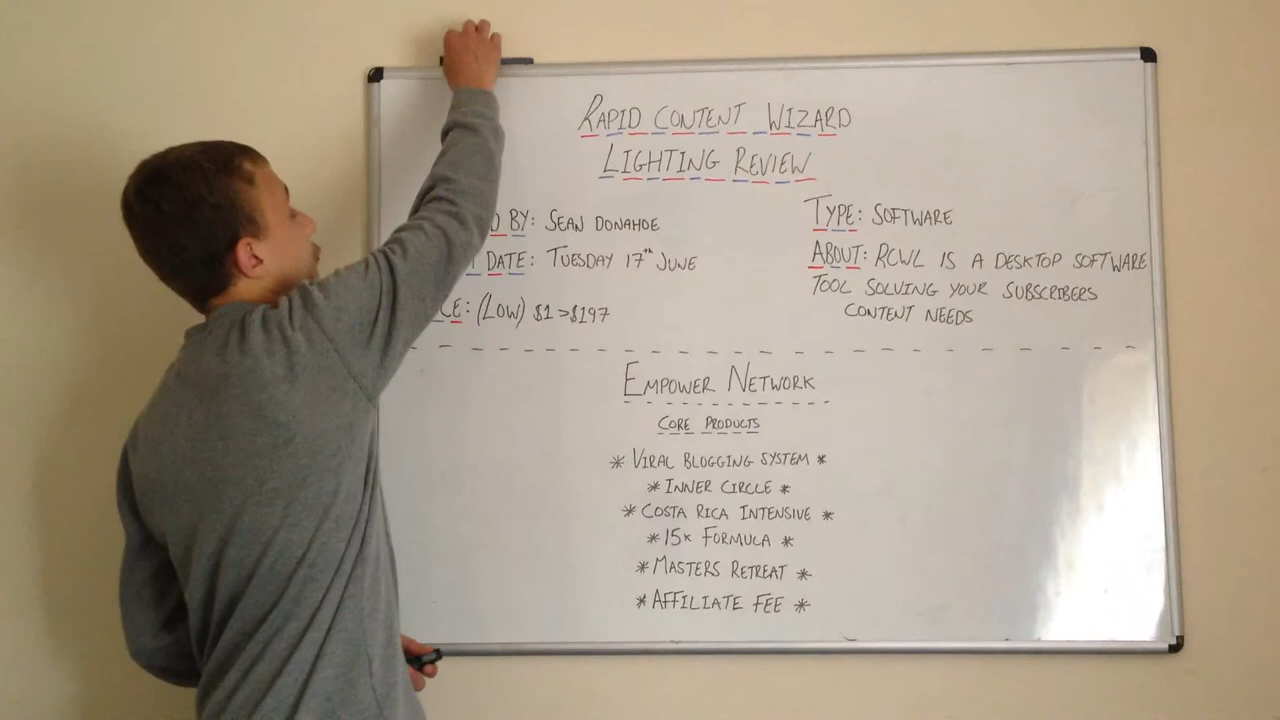 RAPID CONTENT WIZARD
LIGHTING REVIEW
BY: SEAN DONAHOE
DATE: TUESDAY 17th JUNE
(LOW) $1>$197
TYPE: SOFTWARE
ABOUT: RCWL IS A DESKTOP SOFTWARE
TOOL SOLVING YOUR SUBSCRIBERS
CONTENT NEEDS
EMPOWER NETWORK
CORE PRODUCTS
* VIRAL BLOGGING SYSTEM *
* INNER CIRCLE *
* COSTA RICA INTENSIVE *
* 15K FORMULA *
* MASTERS RETREAT *
* AFFILIATE FEE *